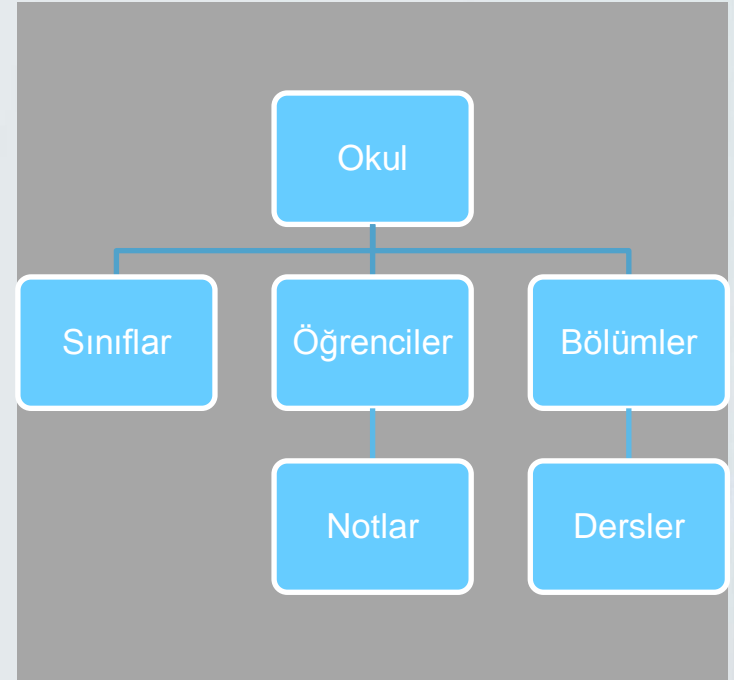 Okul
Sınıflar
Öğrenciler
Bölümler
Notlar
Dersler